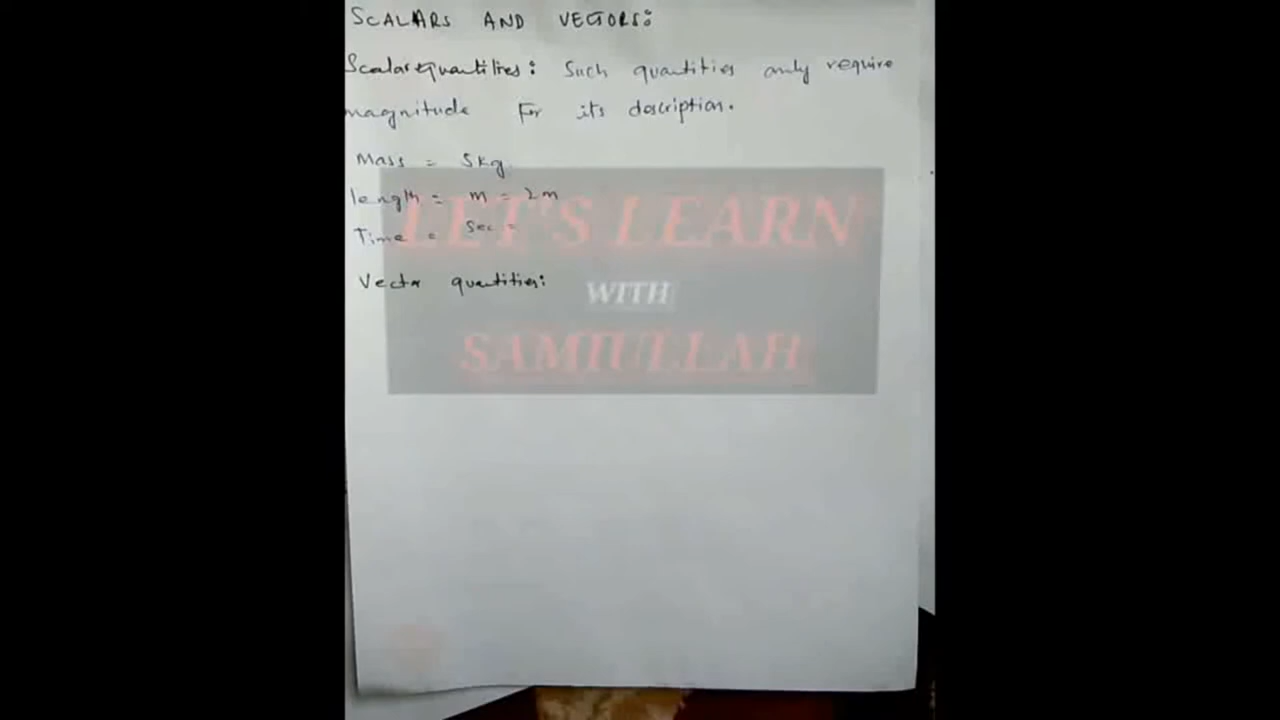 SCALARS AND VECTORS:
Scalar quantities: Such quantities only require
magnitude For its description.
Mass = 5kg.
length = m = 2m
Time = Sec =
Vector quantities:
LET'S LEARN
WITH
SAMIULLAH